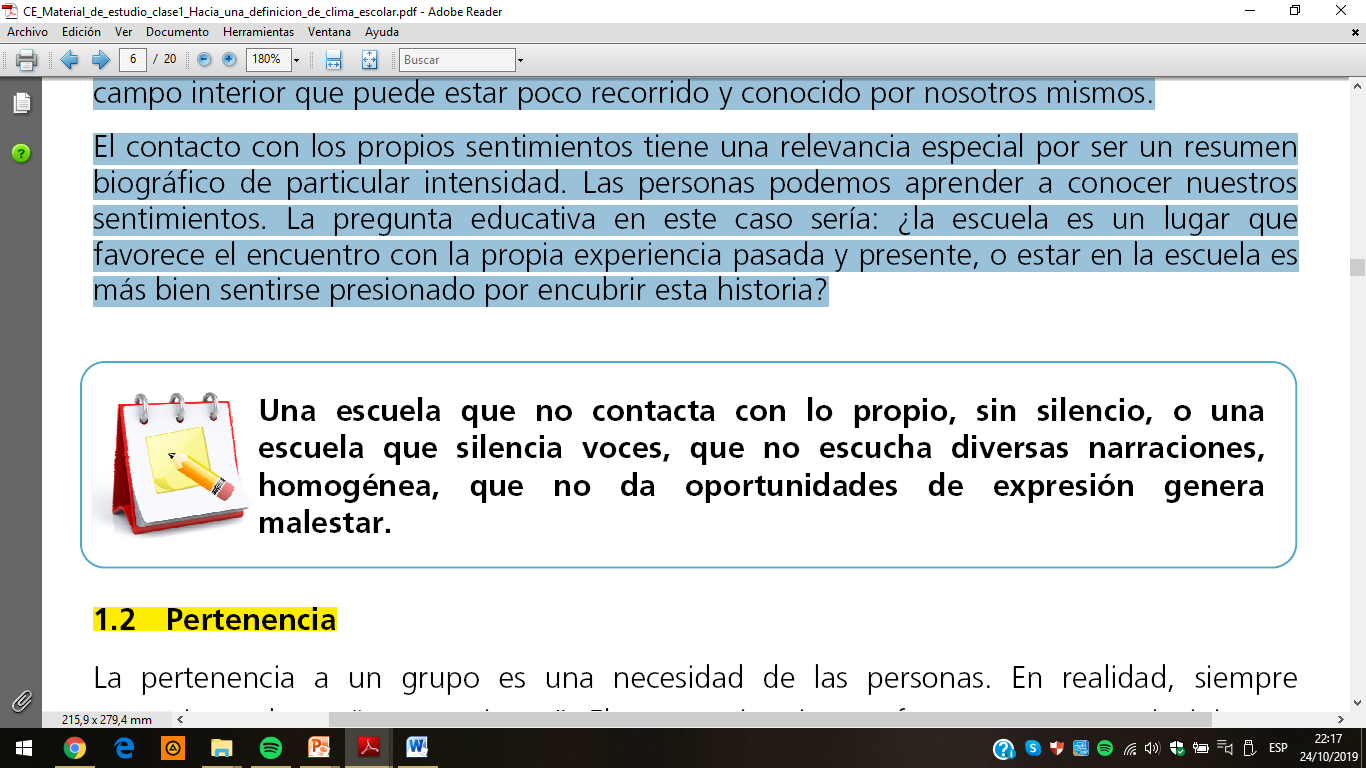 CE_Material_de_estudio_clase1_Hacia_una_definicion_de_clima_escolar.pdf - Adobe Reader
Archivo Edición Ver Documento Herramientas Ventana Ayuda
6 / 20 180% Buscar
campo interior que puede estar poco recorrido y conocido por nosotros mismos.
El contacto con los propios sentimientos tiene una relevancia especial por ser un resumen
biográfico de particular intensidad. Las personas podemos aprender a conocer nuestros
sentimientos. La pregunta educativa en este caso sería: ¿la escuela es un lugar que
favorece el encuentro con la propia experiencia pasada y presente, o estar en la escuela es
más bien sentirse presionado por encubrir esta historia?
Una escuela que no contacta con lo propio, sin silencio, o una
escuela que silencia voces, que no escucha diversas narraciones,
homogénea, que no da oportunidades de expresión genera
malestar.
1.2 Pertenencia
La pertenencia a un grupo es una necesidad de las personas. En realidad, siempre
215,9 x 279,4 mm
ESP
22:17
24/10/2019